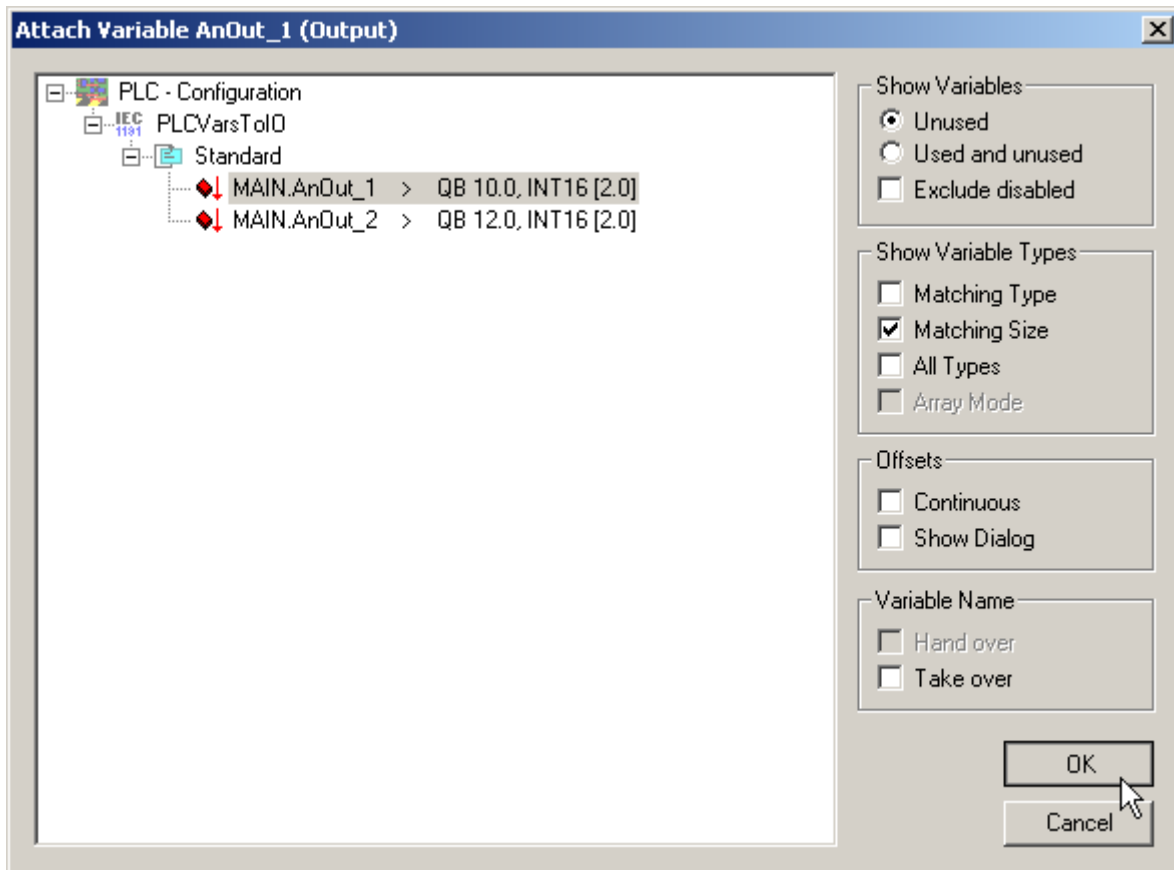 Attach Variable AnOut_1 (Output)
PLC - Configuration
IEC
1131
PLCVarsToIO
Standard
MAIN.AnOut_1 > QB 10.0, INT16 [2.0]
MAIN.AnOut_2 > QB 12.0, INT16 [2.0]
Show Variables
Unused
Used and unused
Exclude disabled
Show Variable Types
Matching Type
Matching Size
All Types
Array Mode
Offsets
Continuous
Show Dialog
Variable Name
Hand over
Take over
OK
Cancel